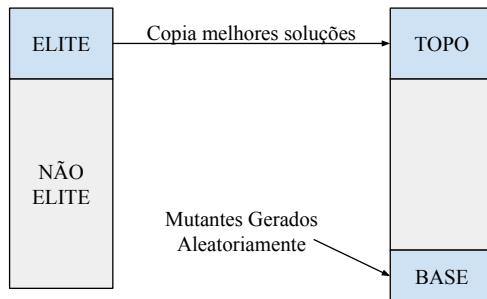 ELITE
Copia melhores soluções
TOPO
NÃO
ELITE
Mutantes Gerados
Aleatoriamente
BASE